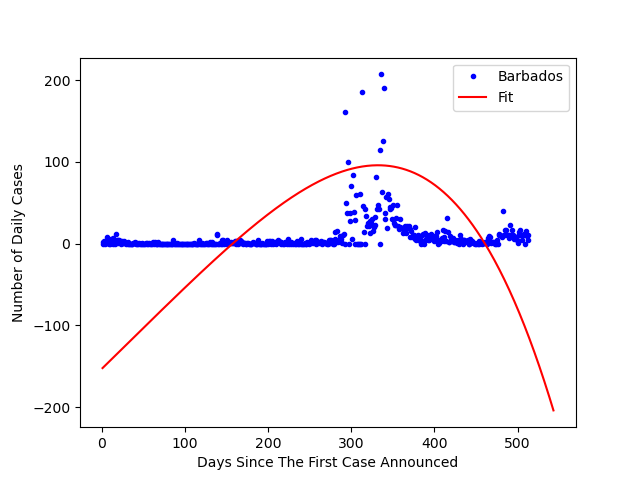 Barbados
Fit
200
100
0
−100
−200
Number of Daily Cases
0 100 200 300 400 500
Days Since The First Case Announced